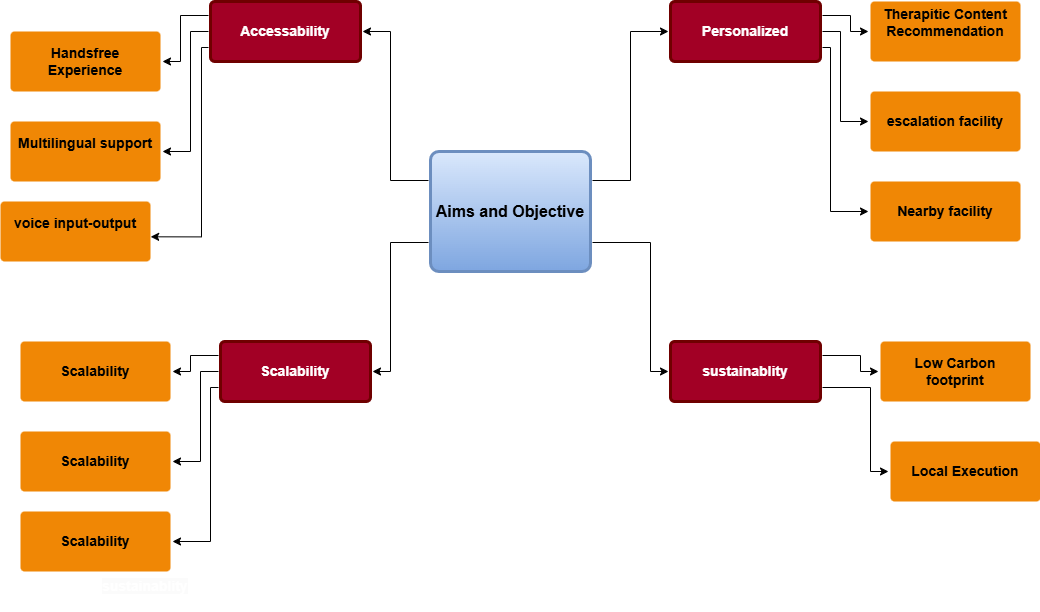 Accessability
Handsfree
Experience
Multilingual support
voice input-output
Personalized
Therapitic Content
Recommendation
escalation facility
Nearby facility
Aims and Objective
Scalability
Scalability
Scalability
Scalability
sustainablity
Low Carbon
footprint
Local Execution